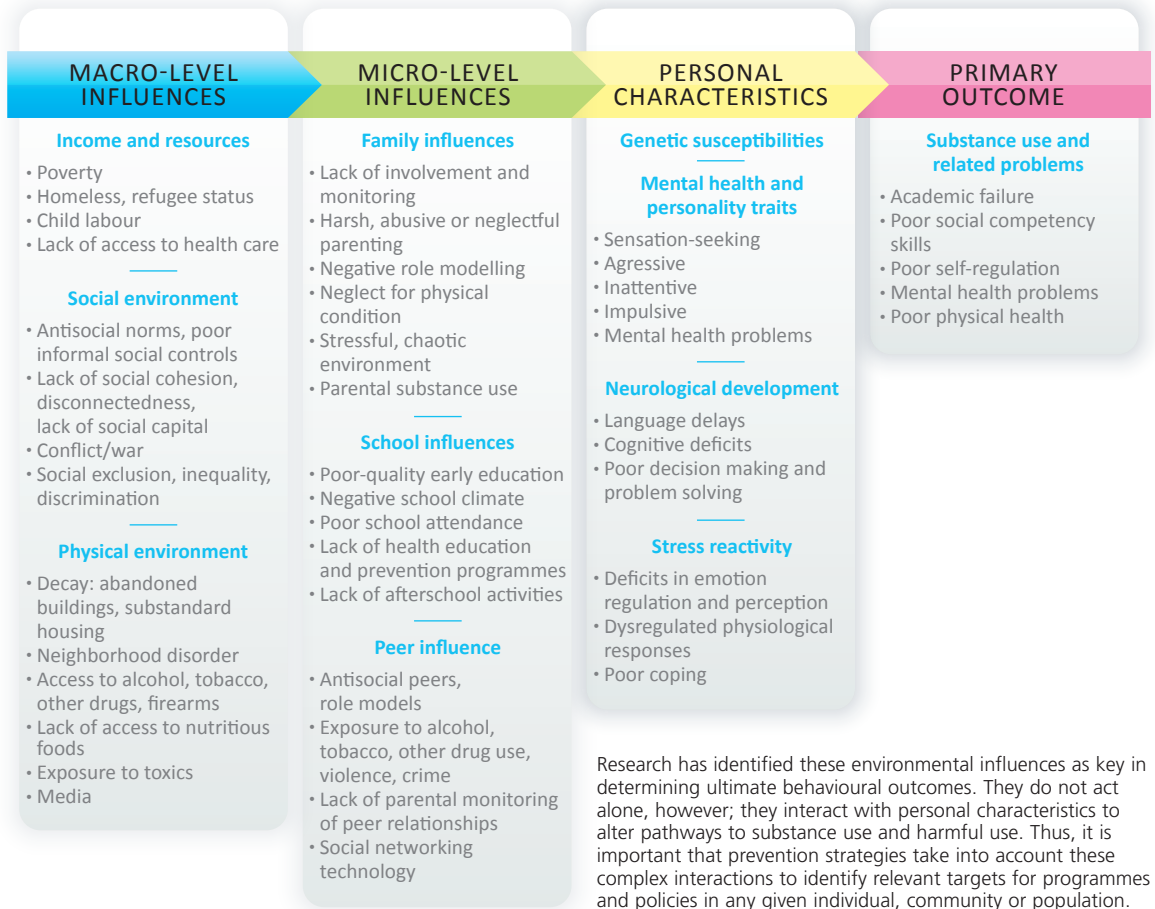 MACRO-LEVEL
INFLUENCES
Income and resources
• Poverty
• Homeless, refugee status
• Child labour
• Lack of access to health care
Social environment
• Antisocial norms, poor
informal social controls
• Lack of social cohesion,
disconnectedness,
lack of social capital
• Conflict/war
• Social exclusion, inequality,
discrimination
Physical environment
• Decay: abandoned
buildings, substandard
housing
• Neighborhood disorder
• Access to alcohol, tobacco,
other drugs, firearms
• Lack of access to nutritious
foods
• Exposure to toxics
• Media
MICRO-LEVEL
INFLUENCES
Family influences
• Lack of involvement and
monitoring
• Harsh, abusive or neglectful
parenting
• Negative role modelling
• Neglect for physical
condition
• Stressful, chaotic
environment
• Parental substance use
School influences
• Poor-quality early education
• Negative school climate
• Poor school attendance
• Lack of health education
and prevention programmes
• Lack of afterschool activities
Peer influence
• Antisocial peers,
role models
• Exposure to alcohol,
tobacco, other drug use,
violence, crime
• Lack of parental monitoring
of peer relationships
• Social networking
technology
PERSONAL
CHARACTERISTICS
Genetic susceptibilities
Mental health and
personality traits
• Sensation-seeking
• Agressive
• Inattentive
• Impulsive
• Mental health problems
Neurological development
• Language delays
• Cognitive deficits
• Poor decision making and
problem solving
Stress reactivity
• Deficits in emotion
regulation and perception
• Dysregulated physiological
responses
• Poor coping
PRIMARY
OUTCOME
Substance use and
related problems
• Academic failure
• Poor social competency
skills
• Poor self-regulation
• Mental health problems
• Poor physical health
Research has identified these environmental influences as key in
determining ultimate behavioural outcomes. They do not act
alone, however; they interact with personal characteristics to
alter pathways to substance use and harmful use. Thus, it is
important that prevention strategies take into account these
complex interactions to identify relevant targets for programmes
and policies in any given individual, community or population.